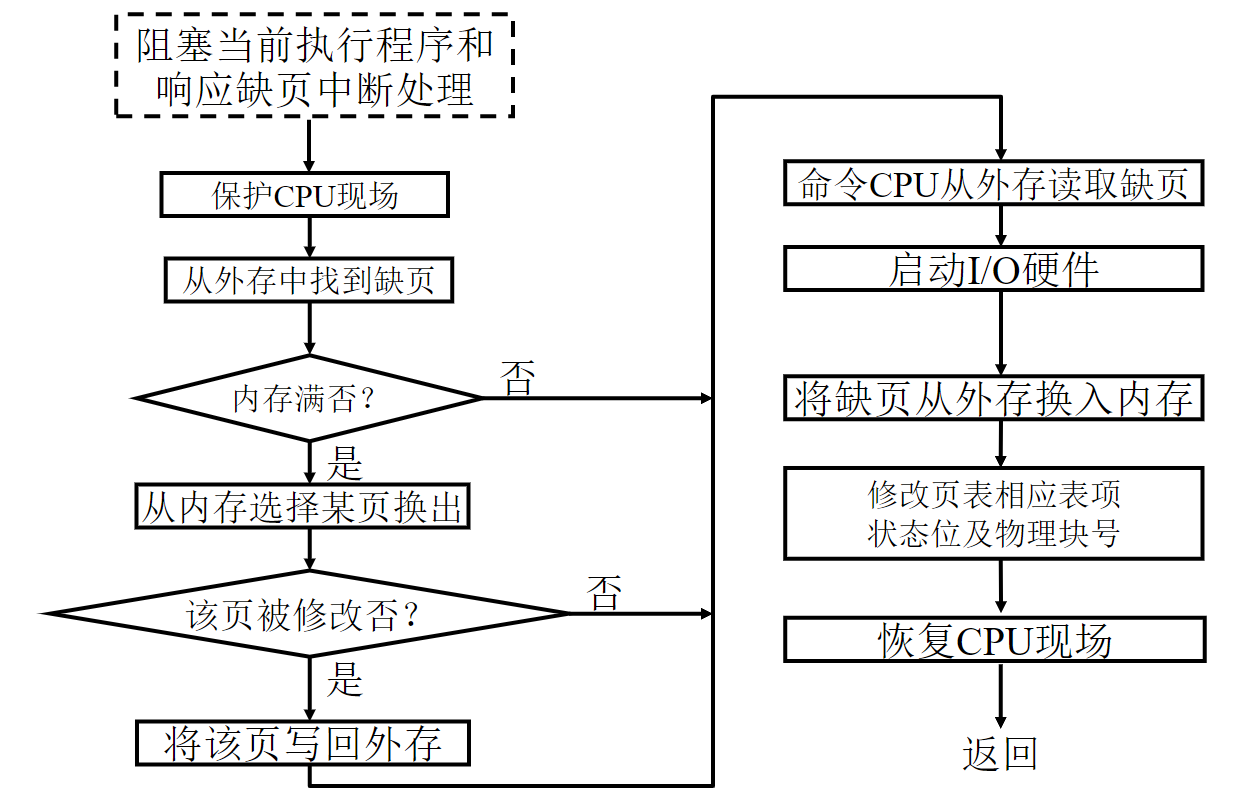 阻塞当前执行程序和
响应缺页中断处理
保护CPU现场
从外存中找到缺页
内存满否？
否
是
从内存选择某页换出
该页被修改否？
否
是
将该页写回外存
命令CPU从外存读取缺页
启动I/O硬件
将缺页从外存换入内存
修改页表相应表项
状态位及物理块号
恢复CPU现场
返回